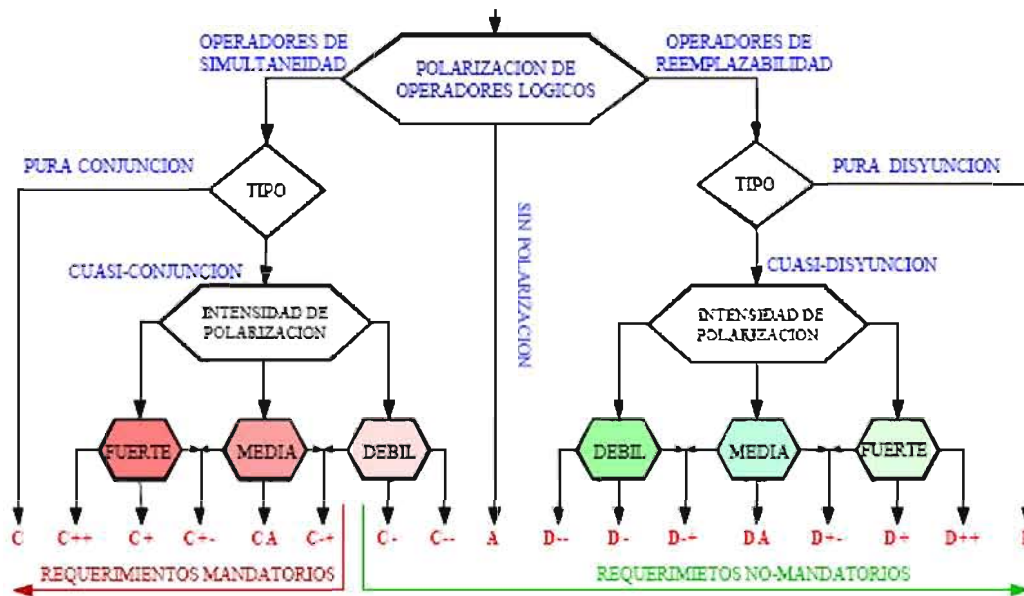 OPERADORES DE
SIMULTANEIDAD
POLARIZACION DE
OPERADORES LOGICOS
OPERADORES DE
REEMPLAZABILIDAD
PURA CONJUNCION
TIPO
SIN POLARIZACION
TIPO
PURA DISYUNCION
CUASI-CONJUNCION
CUASI-DISYUNCION
INTENSIDAD DE
POLARIZACION
INTENSIDAD DE
POLARIZACION
FUERTE
MEDIA
DEBIL
DEBIL
MEDIA
FUERTE
C C++ C+ C+- CA C-+ C- C-- A D-- D- D-+ DA D+- D+ D++
REQUERIMIENTOS MANDATORIOS
REQUERIMIETOS NO-MANDATORIOS